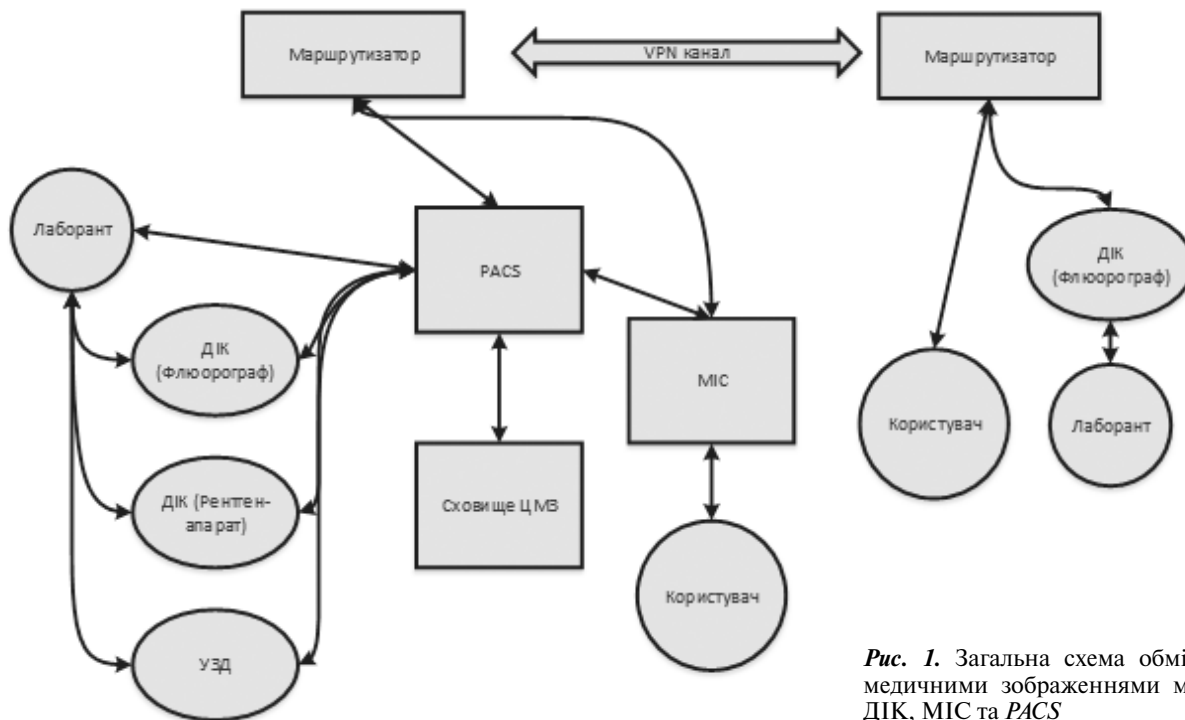 Маршрутизатор
VPN канал
Маршрутизатор
Лаборант
PACS
ДІК
(Флюорограф)
ДІК
(Флюорограф)
МІС
Користувач
Лаборант
ДІК (Рентген-
апарат)
Сховище ЦМЗ
Користувач
УЗД
Рис. 1. Загальна схема обмі
медичними зображеннями м
ДІК, МІС та PACS